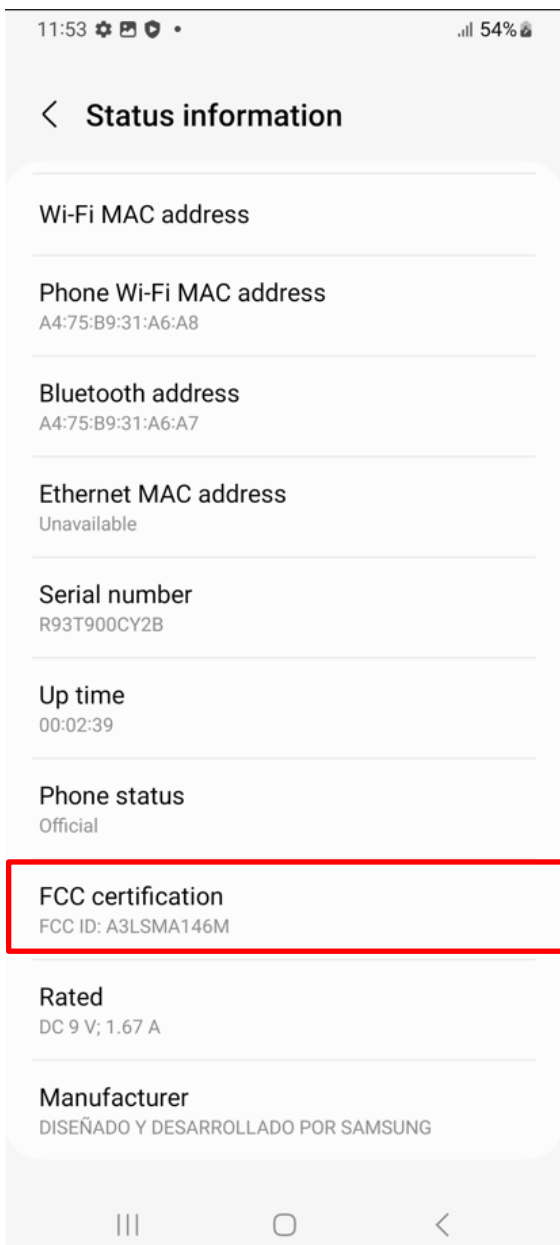 11:53
54%
Status information
Wi-Fi MAC address
Phone Wi-Fi MAC address
A4:75:B9:31:A6:A8
Bluetooth address
A4:75:B9:31:A6:A7
Ethernet MAC address
Unavailable
Serial number
R93T900CY2B
Up time
00:02:39
Phone status
Official
FCC certification
FCC ID: A3LSMA146M
Rated
DC 9 V; 1.67 A
Manufacturer
DISEÑADO Y DESARROLLADO POR SAMSUNG